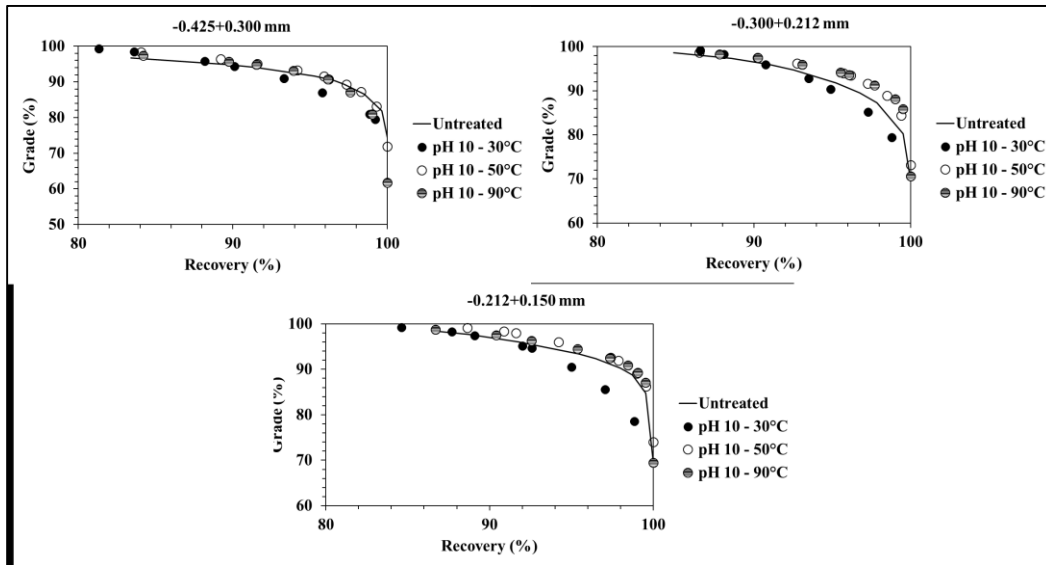 -0.425+0.300 mm
100
90
80
70
60
50
Grade (%)
80
90
100
Recovery (%)
Untreated
pH 10 - 30°C
pH 10 - 50°C
pH 10 - 90°C
-0.300+0.212 mm
100
90
80
70
60
Grade (%)
80
90
100
Recovery (%)
Untreated
pH 10 - 30°C
pH 10 - 50°C
pH 10 - 90°C
-0.212+0.150 mm
100
90
80
70
60
Grade (%)
80
90
100
Recovery (%)
Untreated
pH 10 - 30°C
pH 10 - 50°C
pH 10 - 90°C